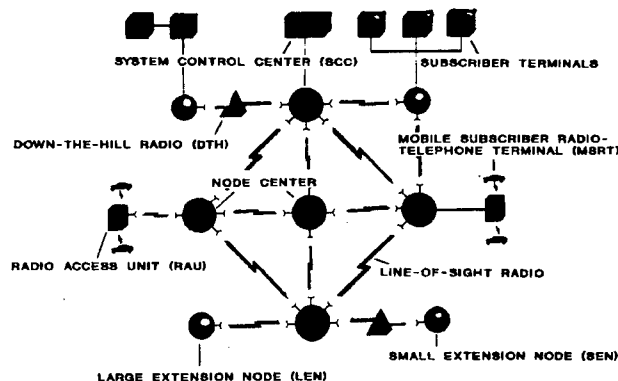 SYSTEM CONTROL CENTER (SCC)
SUBSCRIBER TERMINALS
DOWN-THE-HILL RADIO (DTH)
MOBILE SUBSCRIBER RADIO-
TELEPHONE TERMINAL (MSRT)
NODE CENTER
RADIO ACCESS UNIT (RAU)
LINE-OF-SIGHT RADIO
SMALL EXTENSION NODE (SEN)
LARGE EXTENSION NODE (LEN)